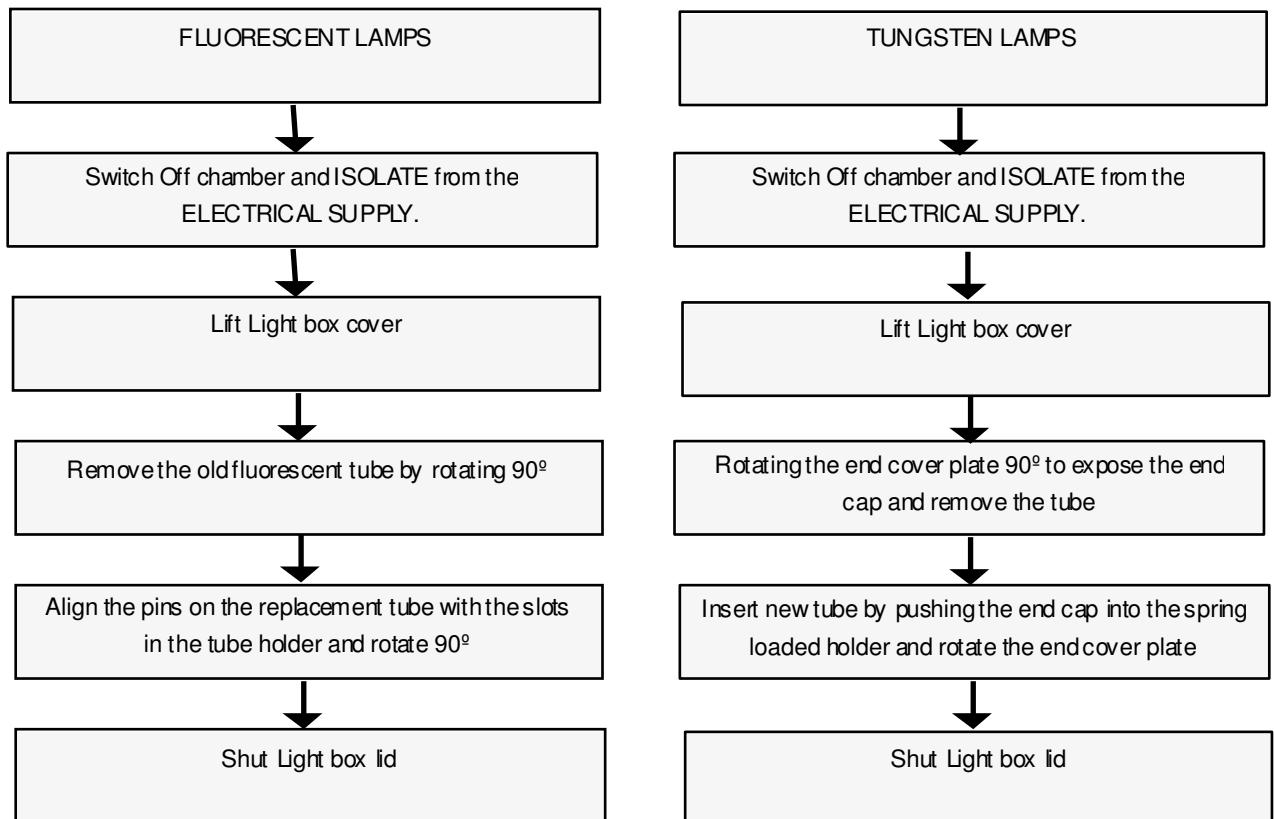 FLUORESCENT LAMPS
Switch Off chamber and ISOLATE from the
ELECTRICAL SUPPLY.
Lift Light box cover
Remove the old fluorescent tube by rotating 90º
Align the pins on the replacement tube with the slots
in the tube holder and rotate 90º
Shut Light box lid
TUNGSTEN LAMPS
Switch Off chamber and ISOLATE from the
ELECTRICAL SUPPLY.
Lift Light box cover
Rotating the end cover plate 90º to expose the end
cap and remove the tube
Insert new tube by pushing the end cap into the spring
loaded holder and rotate the end cover plate
Shut Light box lid